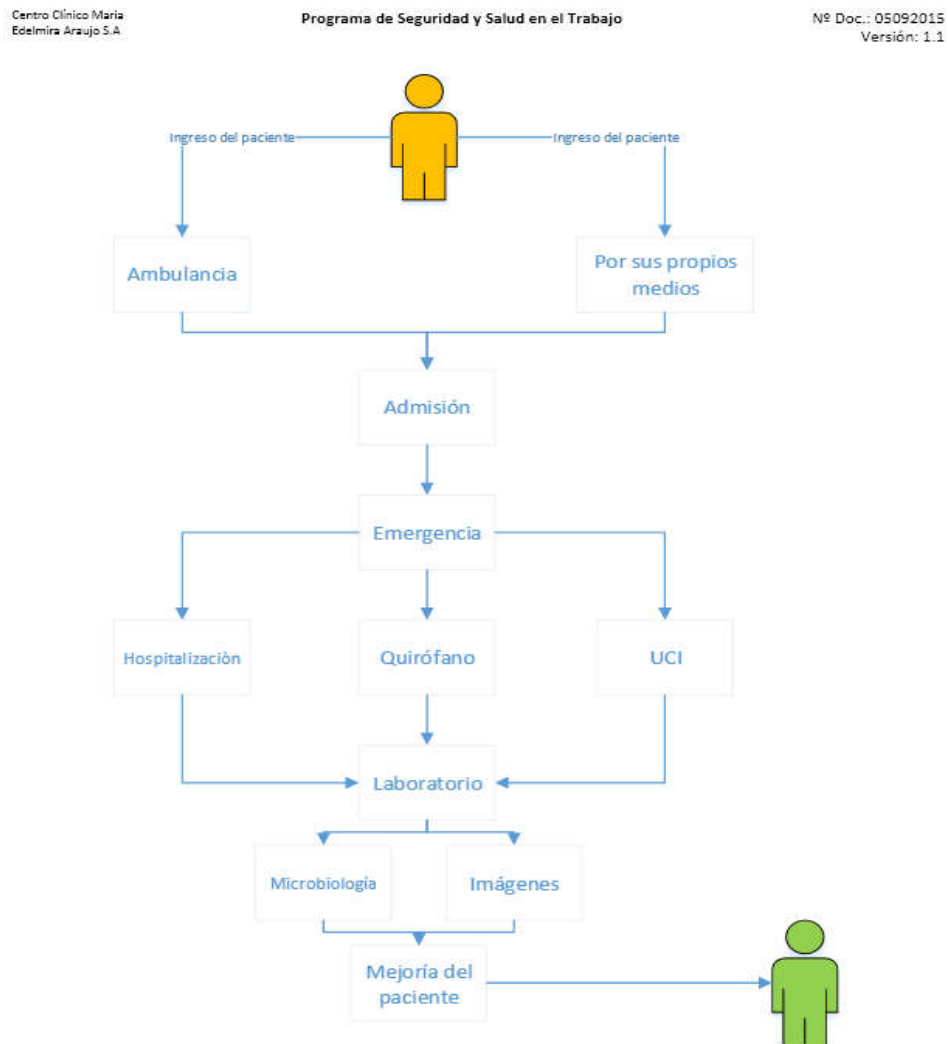 Centro Clínico Maria
Edelmira Araujo S.A
Programa de Seguridad y Salud en el Trabajo
Nº Doc.: 05092015
Versión: 1.1
Ingreso del paciente
Ingreso del paciente
Ambulancia
Por sus propios
medios
Admisión
Emergencia
Hospitalizaciòn
Quirófano
UCI
Laboratorio
Microbiología
Imágenes
Mejoría del
paciente